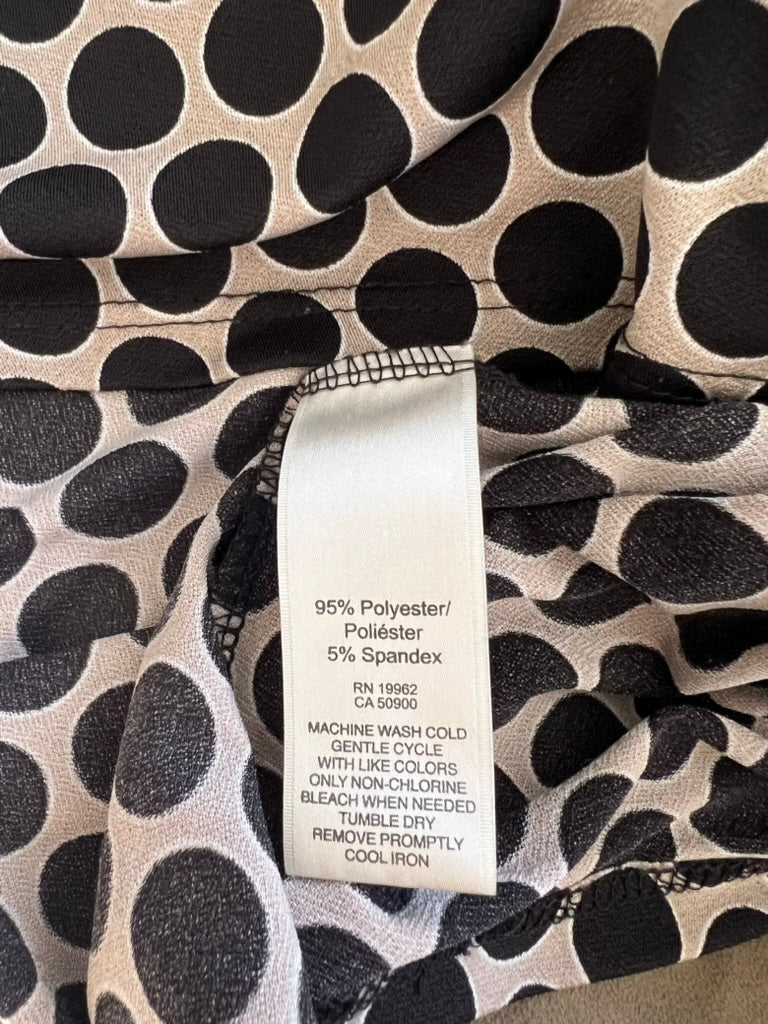 95% Polyester/
Poliéster
5% Spandex
RN 19962
CA 50900
MACHINE WASH COLD
GENTLE CYCLE
WITH LIKE COLORS
ONLY NON-CHLORINE
BLEACH WHEN NEEDED
TUMBLE DRY
REMOVE PROMPTLY
COOL IRON